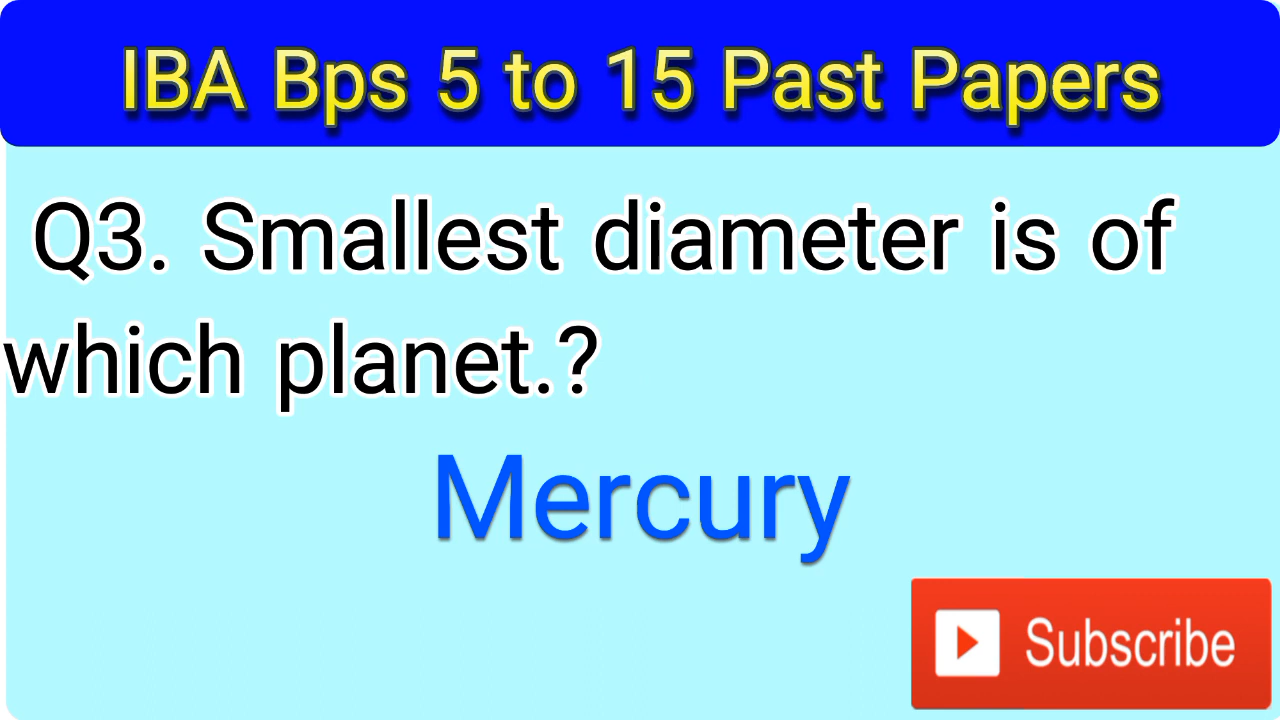 IBA Bps 5 to 15 Past Papers
Q3. Smallest diameter is of
which planet.?
Mercury
Subscribe